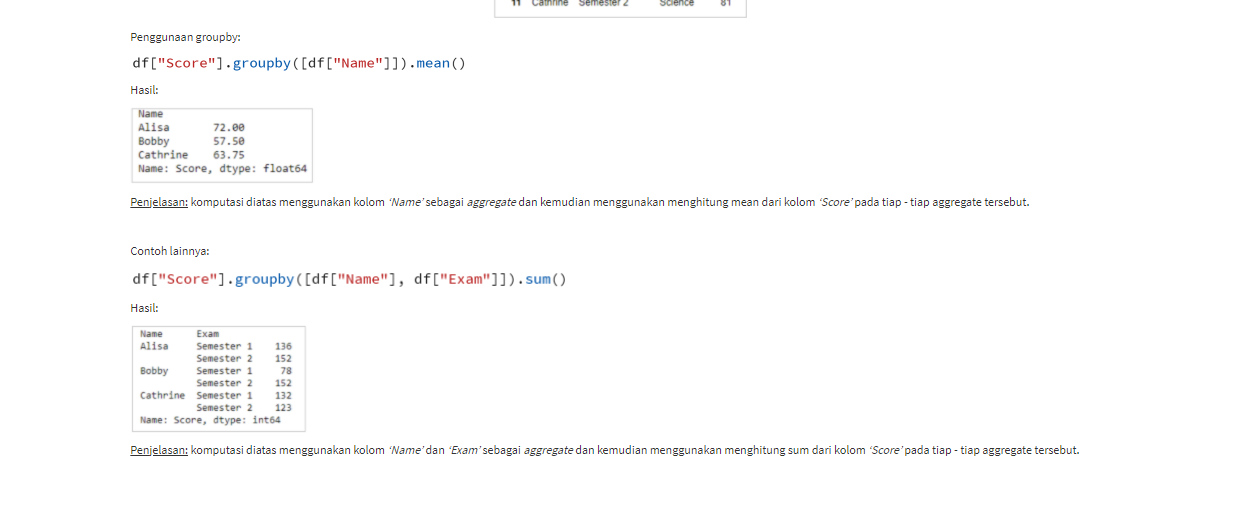 11 Cathrine Semester 2 Science 81
Penggunaan groupby:
df["Score"].groupby([df["Name"]]).mean()
Hasil:
Name
Alisa 72.00
Bobby 57.50
Cathrine 63.75
Name: Score, dtype: float64
Penjelasan: komputasi diatas menggunakan kolom ‘Name’ sebagai aggregate dan kemudian menggunakan menghitung mean dari kolom ‘Score’ pada tiap - tiap aggregate tersebut.
Contoh lainnya:
df["Score"].groupby([df["Name"], df["Exam"]]).sum()
Hasil:
Name Exam
Alisa Semester 1 136
Semester 2 152
Bobby Semester 1 78
Semester 2 152
Cathrine Semester 1 132
Semester 2 123
Name: Score, dtype: int64
Penjelasan: komputasi diatas menggunakan kolom ‘Name’ dan ‘Exam’ sebagai aggregate dan kemudian menggunakan menghitung sum dari kolom ‘Score’ pada tiap - tiap aggregate tersebut.